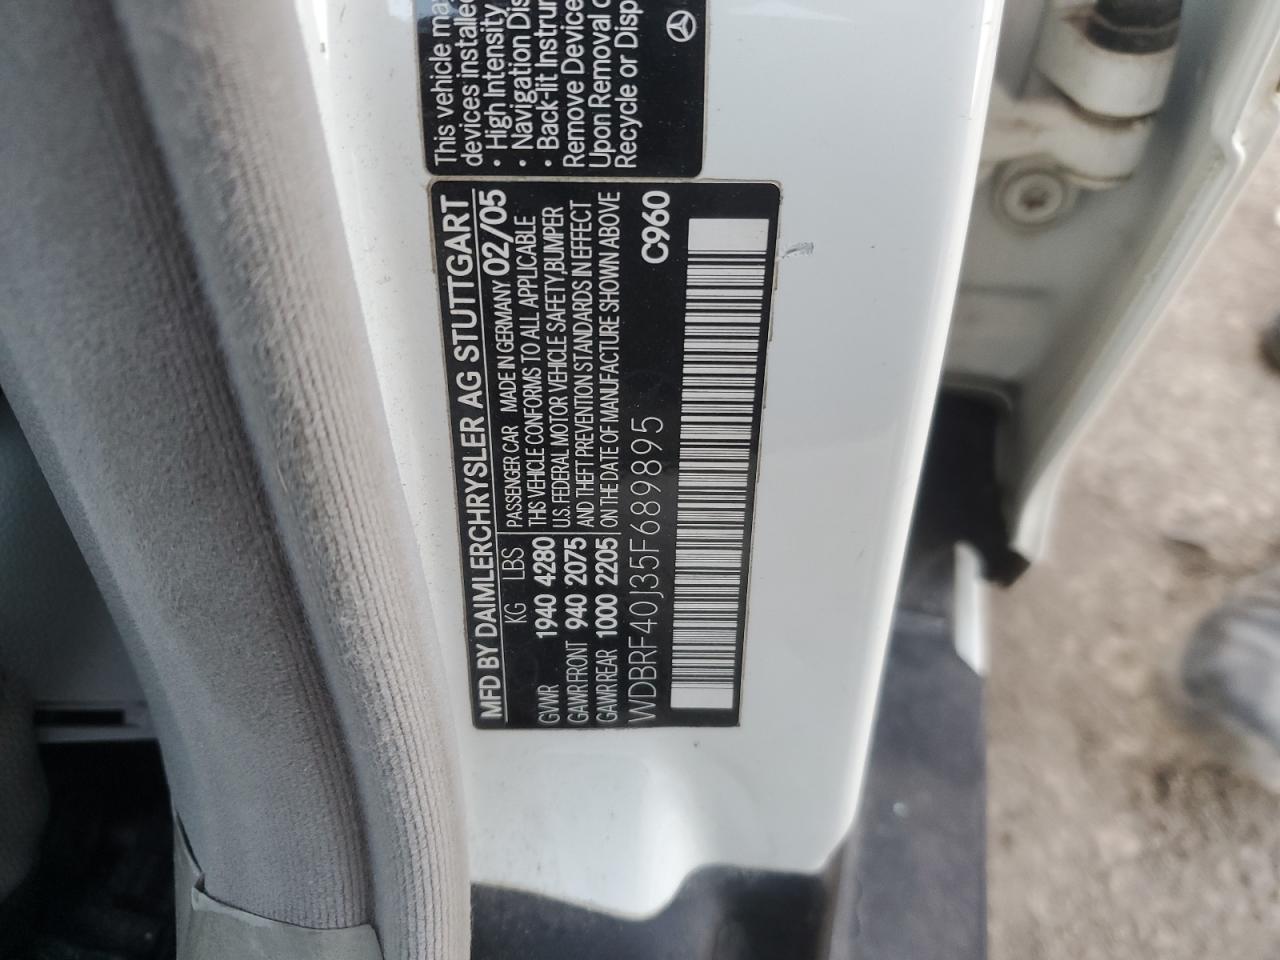 This vehicle may
devices installed
• High Intensity
• Navigation Dis
• Back-lit Instrum
Remove Device
Upon Removal
Recycle or Disp
MFD BY DAIMLERCHRYSLER AG STUTTGART
KG LBS PASSENGER CAR MADE IN GERMANY 02/05
GVWR 1940 4280 THIS VEHICLE CONFORMS TO ALL APPLICABLE
GAWR FRONT 940 2075 U.S. FEDERAL MOTOR VEHICLE SAFETY,BUMPER
GAWR REAR 1000 2205 AND THEFT PREVENTION STANDARDS IN EFFECT
ON THE DATE OF MANUFACTURE SHOWN ABOVE
WDBRF40J35F689895 C960